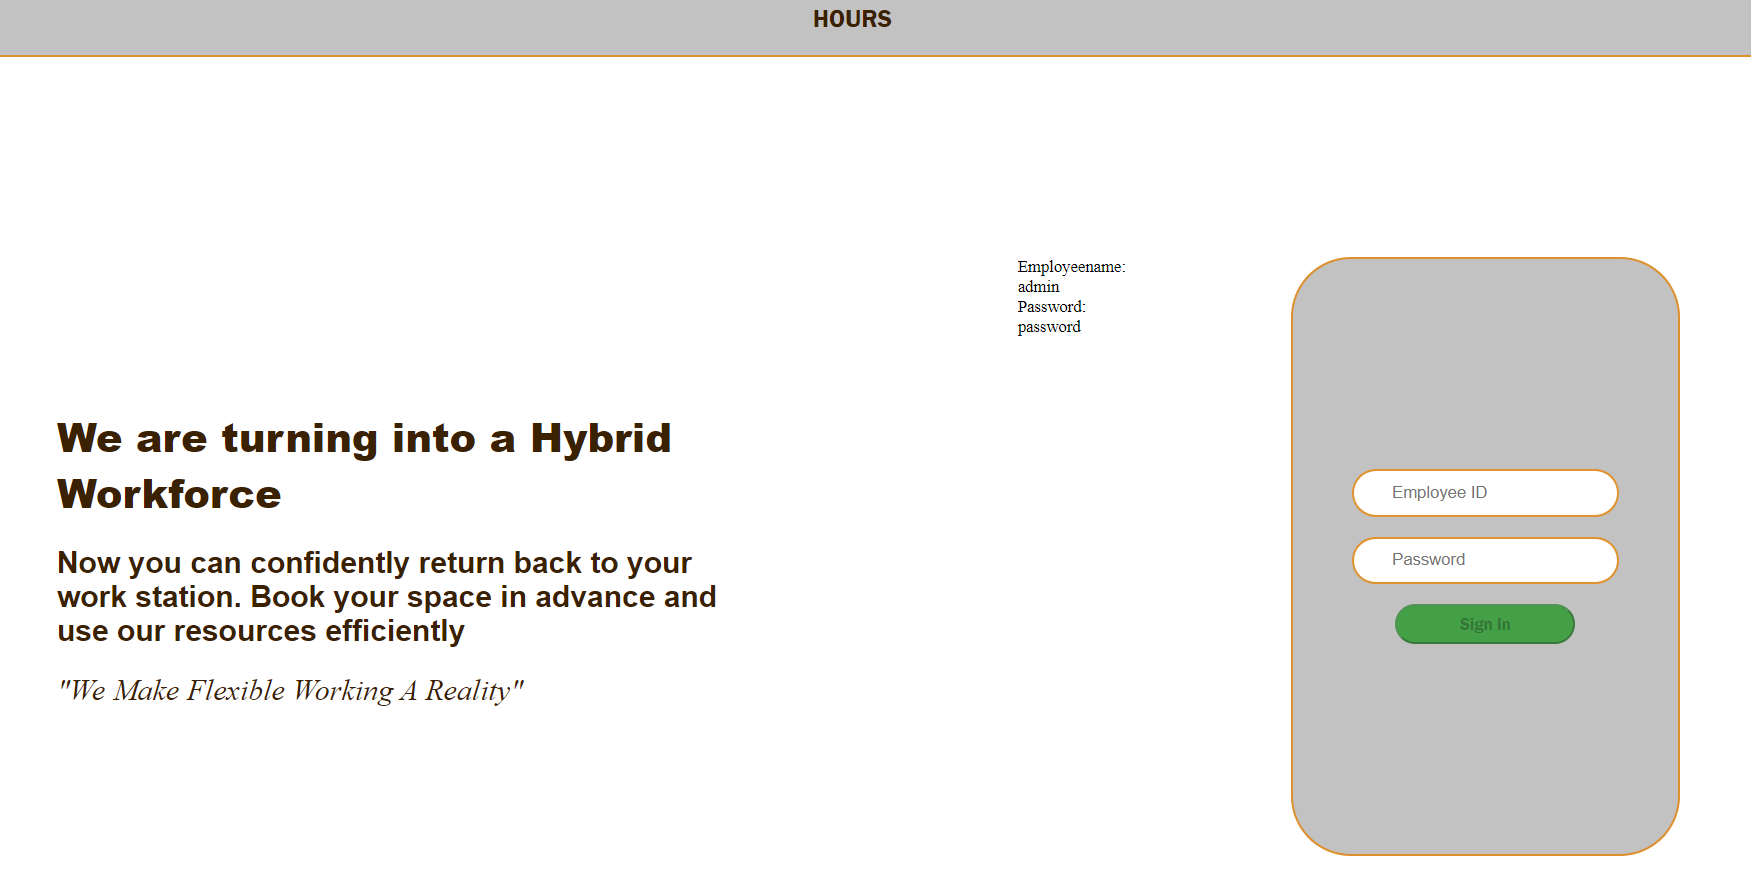 HOURS
Employeename:
admin
Password:
password
We are turning into a Hybrid
Workforce
Now you can confidently return back to your
work station. Book your space in advance and
use our resources efficiently
"We Make Flexible Working A Reality"
Employee ID
Password
Sign In